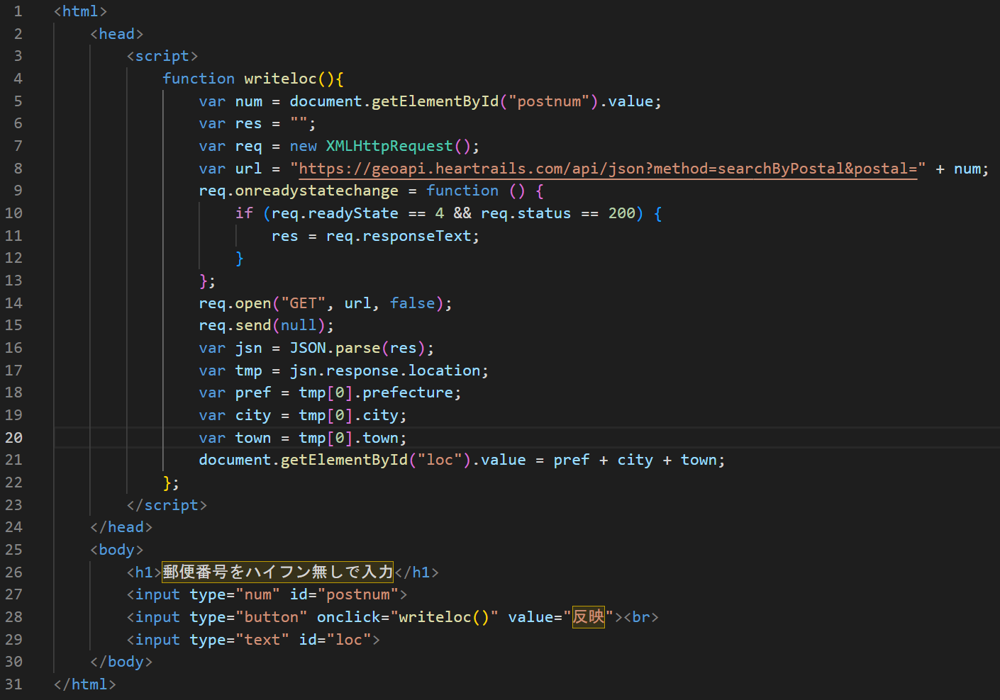 1 <html>
2 <head>
3 <script>
4 function writeloc(){
5 var num = document.getElementById("postnum").value;
6 var res = "";
7 var req = new XMLHttpRequest();
8 var url = "https://geoapi.heartrails.com/api/json?method=searchByPostal&postal=" + num;
9 req.onreadystatechange = function () {
10 if (req.readyState == 4 && req.status == 200) {
11 res = req.responseText;
12 }
13 };
14 req.open("GET", url, false);
15 req.send(null);
16 var jsn = JSON.parse(res);
17 var tmp = jsn.response.location;
18 var pref = tmp[0].prefecture;
19 var city = tmp[0].city;
20 var town = tmp[0].town;
21 document.getElementById("loc").value = pref + city + town;
22 };
23 </script>
24 </head>
25 <body>
26 <h1>郵便番号をハイフン無しで入力</h1>
27 <input type="num" id="postnum">
28 <input type="button" onclick="writeloc()" value="反映"><br>
29 <input type="text" id="loc">
30 </body>
31 </html>